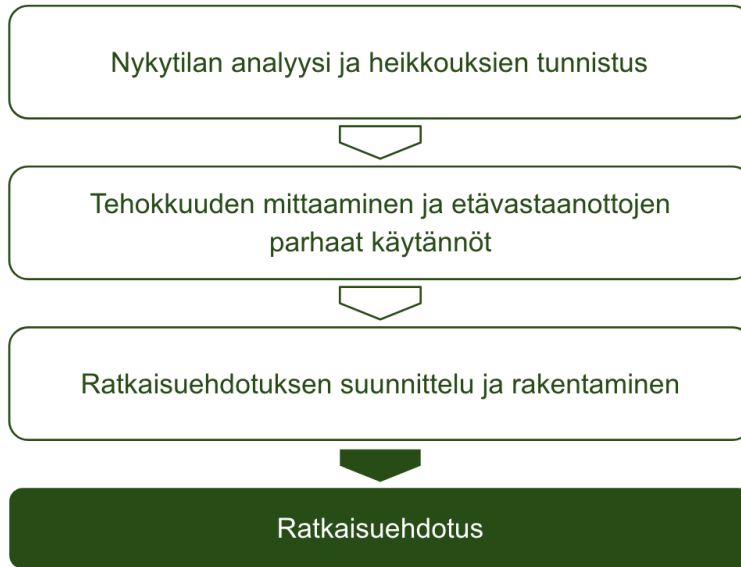 Nykytilan analyysi ja heikkouksien tunnistus
Tehokkuuden mittaaminen ja etävastaanottojen
parhaat käytännöt
Ratkaisuehdotuksen suunnittelu ja rakentaminen
Ratkaisuehdotus